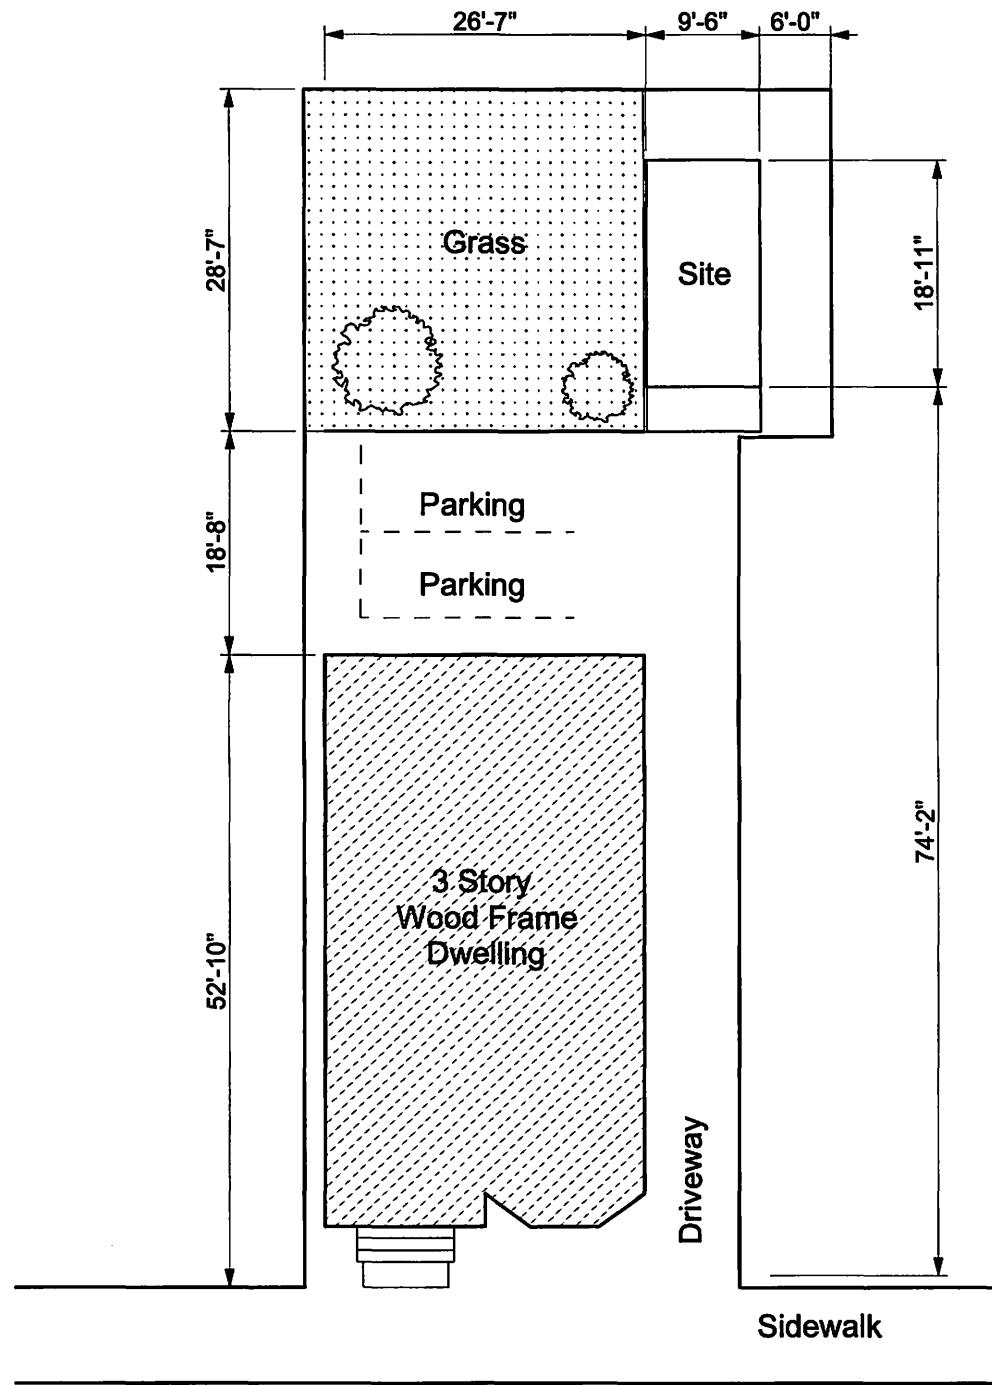 26'-7"
9'-6"
6'-0"
28'-7"
Grass
Site
18'-11"
18'-8"
Parking
Parking
74'-2"
3 Story
Wood Frame
Dwelling
52'-10"
Driveway
Sidewalk